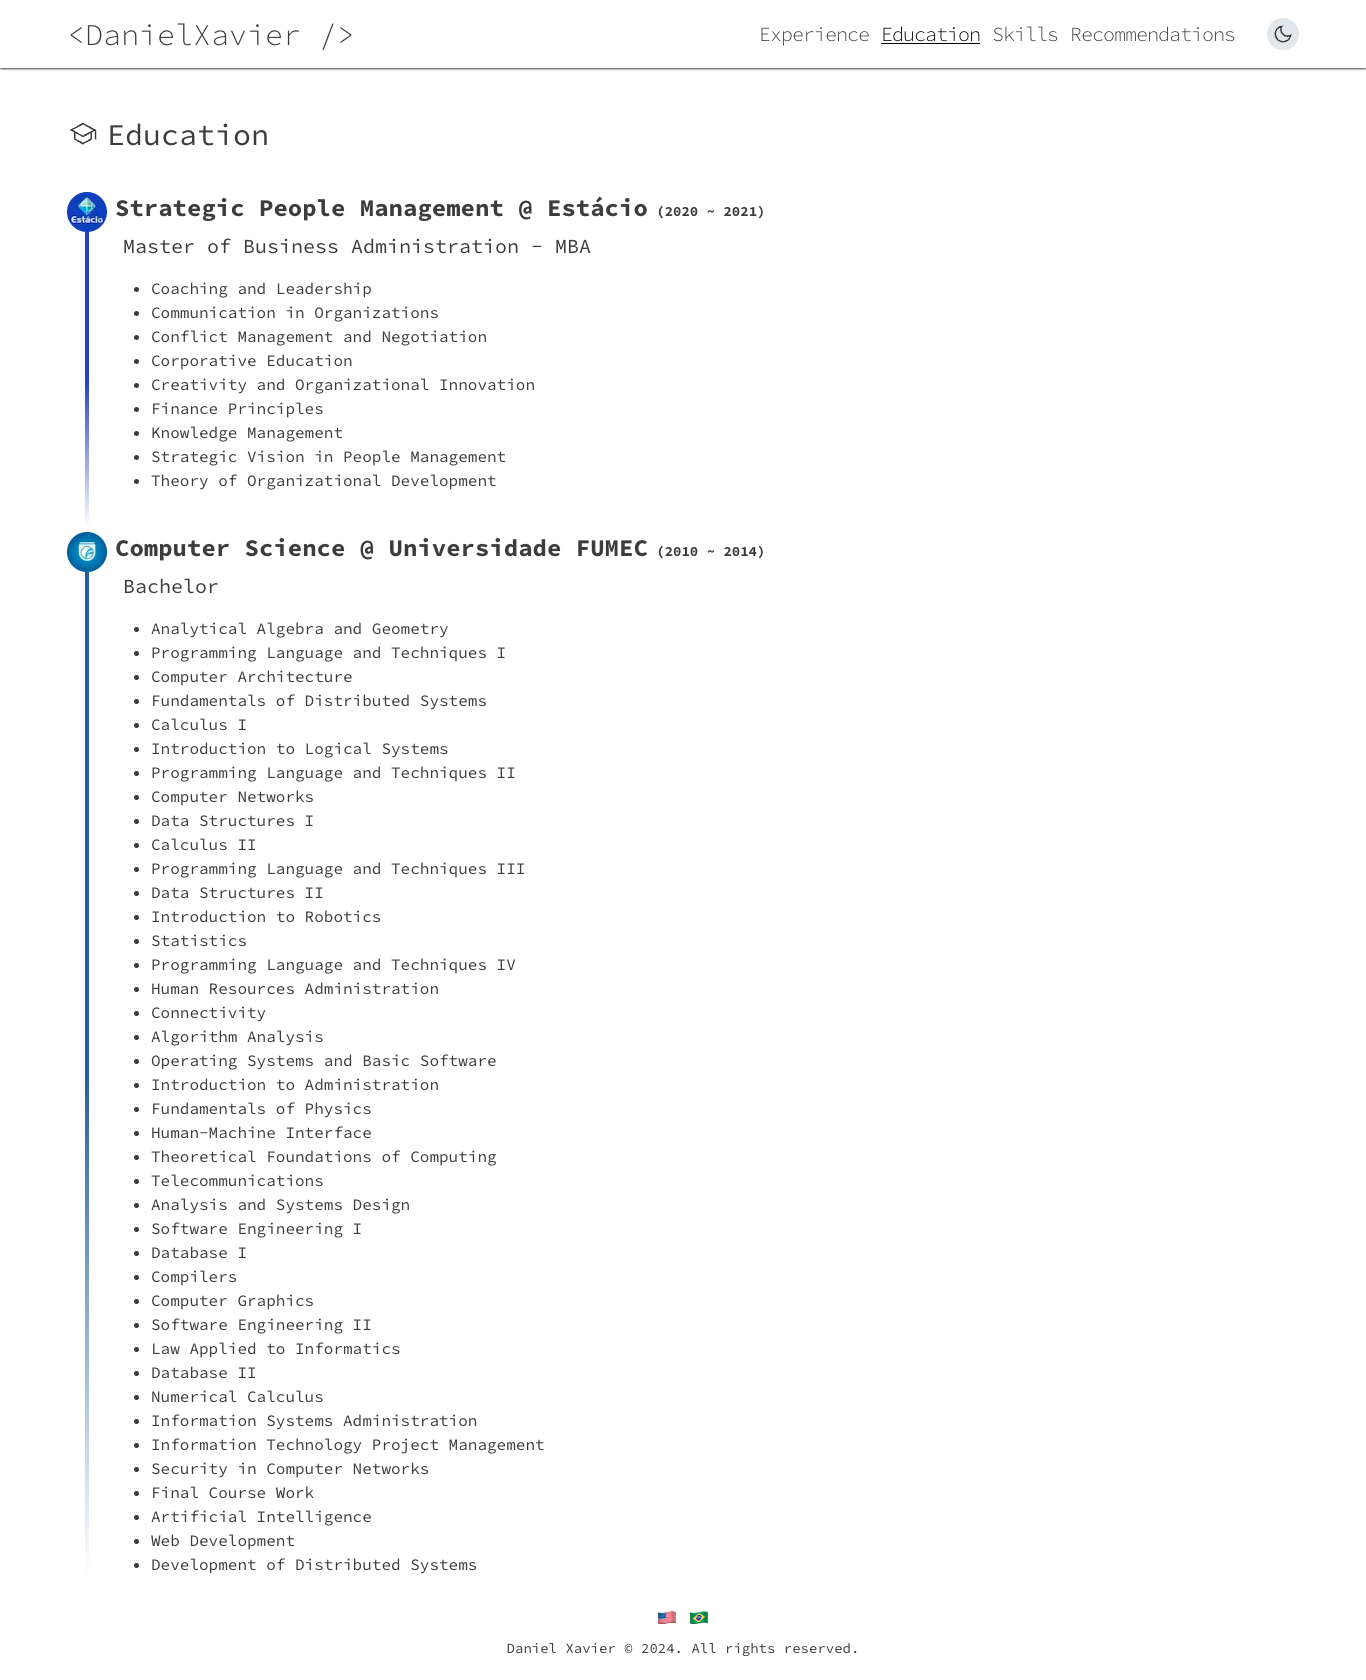 <DanielXavier />
Experience Education Skills Recommendations
Education
Estácio
Strategic People Management @ Estácio (2020 ~ 2021)
Master of Business Administration - MBA
• Coaching and Leadership
• Communication in Organizations
• Conflict Management and Negotiation
• Corporative Education
• Creativity and Organizational Innovation
• Finance Principles
• Knowledge Management
• Strategic Vision in People Management
• Theory of Organizational Development
Computer Science @ Universidade FUMEC (2010 ~ 2014)
Bachelor
• Analytical Algebra and Geometry
• Programming Language and Techniques I
• Computer Architecture
• Fundamentals of Distributed Systems
• Calculus I
• Introduction to Logical Systems
• Programming Language and Techniques II
• Computer Networks
• Data Structures I
• Calculus II
• Programming Language and Techniques III
• Data Structures II
• Introduction to Robotics
• Statistics
• Programming Language and Techniques IV
• Human Resources Administration
• Connectivity
• Algorithm Analysis
• Operating Systems and Basic Software
• Introduction to Administration
• Fundamentals of Physics
• Human-Machine Interface
• Theoretical Foundations of Computing
• Telecommunications
• Analysis and Systems Design
• Software Engineering I
• Database I
• Compilers
• Computer Graphics
• Software Engineering II
• Law Applied to Informatics
• Database II
• Numerical Calculus
• Information Systems Administration
• Information Technology Project Management
• Security in Computer Networks
• Final Course Work
• Artificial Intelligence
• Web Development
• Development of Distributed Systems
Daniel Xavier © 2024. All rights reserved.